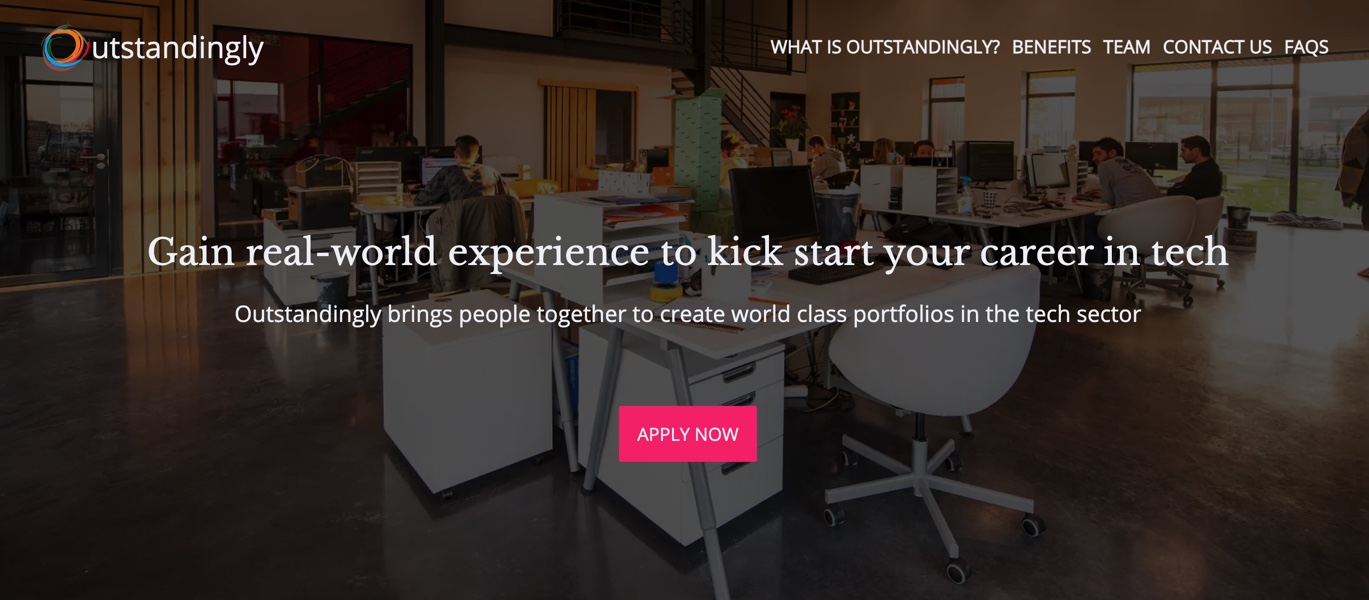 Outstandingly
WHAT IS OUTSTANDINGLY? BENEFITS TEAM CONTACT US FAQS
Gain real-world experience to kick start your career in tech
Outstandingly brings people together to create world class portfolios in the tech sector
APPLY NOW